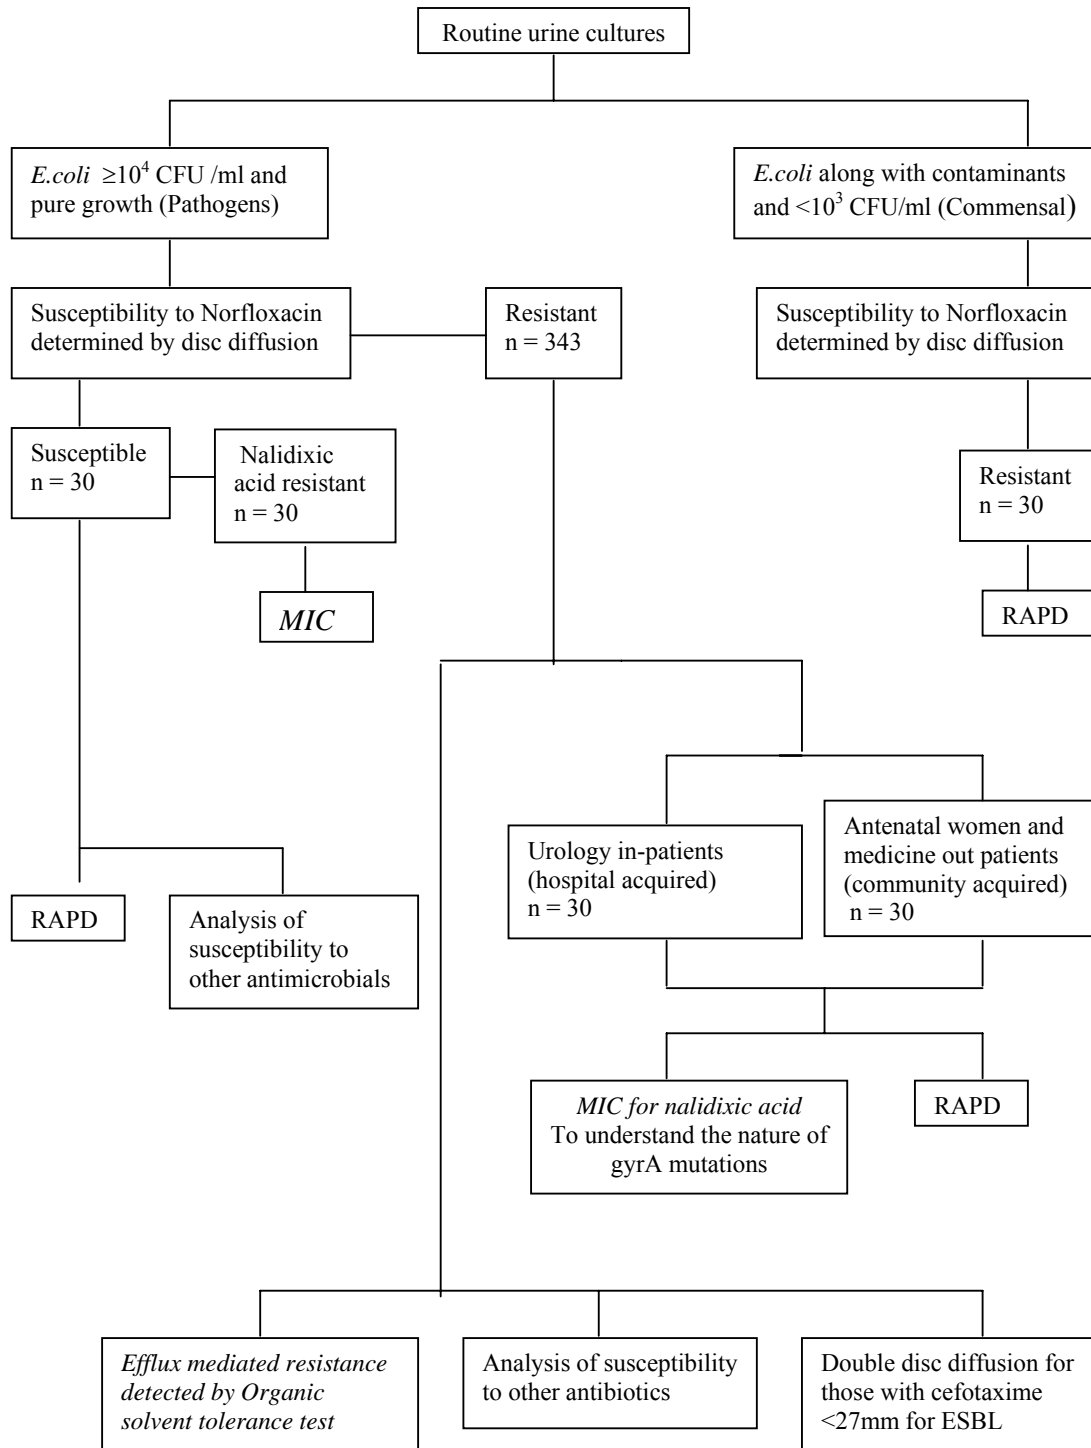 Routine urine cultures
E.coli ≥10⁴ CFU /ml and
pure growth (Pathogens)
E.coli along with contaminants
and <10³ CFU/ml (Commensal)
Susceptibility to Norfloxacin
determined by disc diffusion
Resistant
n = 343
Susceptibility to Norfloxacin
determined by disc diffusion
Susceptible
n = 30
Nalidixic
acid resistant
n = 30
Resistant
n = 30
MIC
RAPD
Urology in-patients
(hospital acquired)
n = 30
Antenatal women and
medicine out patients
(community acquired)
n = 30
RAPD
Analysis of
susceptibility to
other antimicrobials
MIC for nalidixic acid
To understand the nature of
gyrA mutations
RAPD
Efflux mediated resistance
detected by Organic
solvent tolerance test
Analysis of susceptibility
to other antibiotics
Double disc diffusion for
those with cefotaxime
<27mm for ESBL